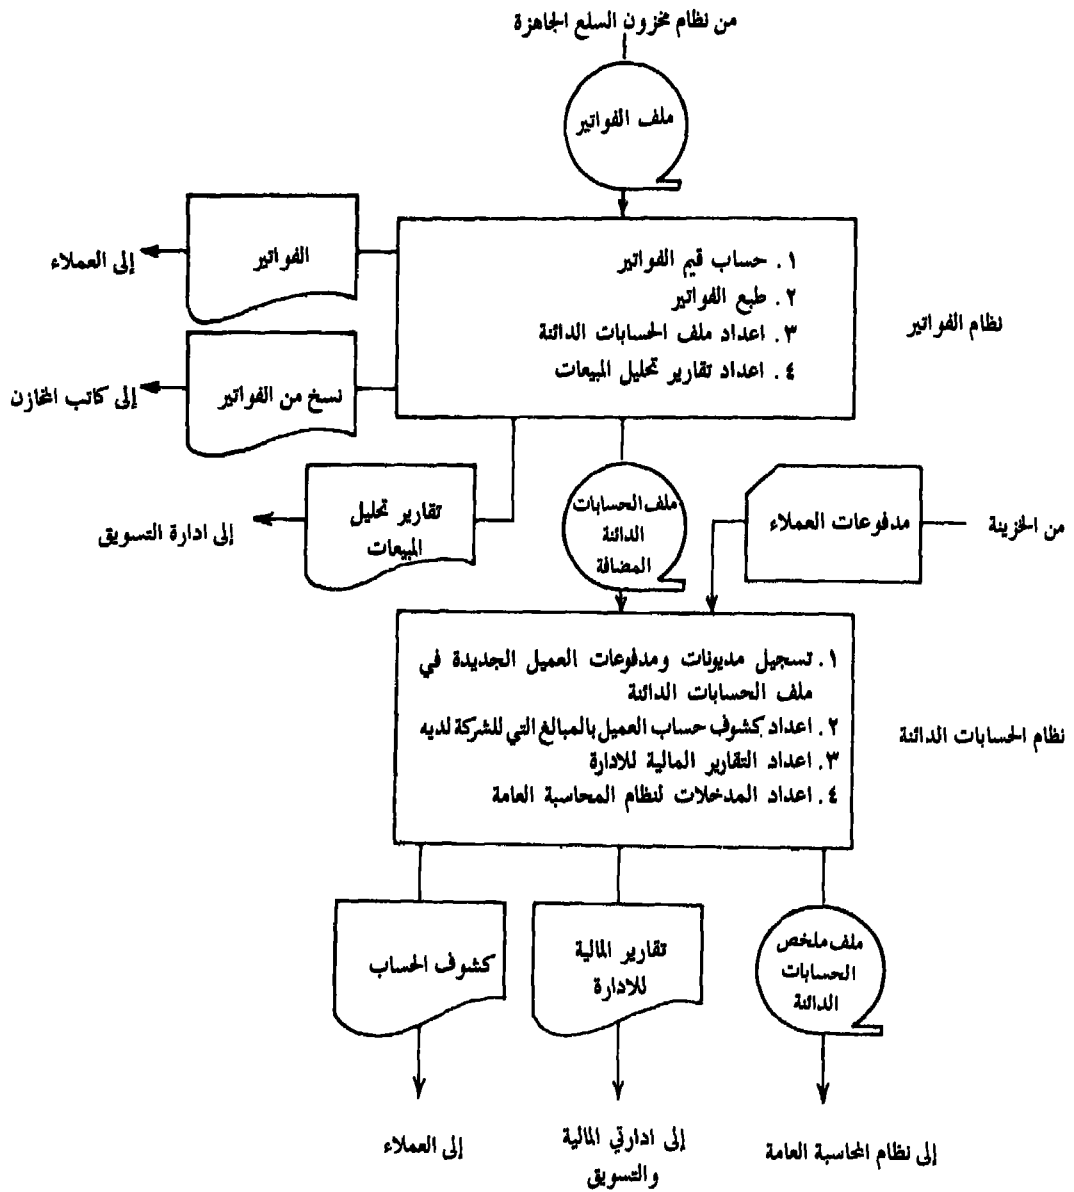 من نظام مخزون السلع الجاهزة
ملف الفواتير
١. حساب قيم الفواتير
٢. طبع الفواتير
٣. اعداد ملف الحسابات الدائنة
٤. اعداد تقارير تحليل المبيعات
نظام الفواتير
الفواتير
إلى العملاء
نسخ من الفواتير
إلى كاتب المخازن
تقارير تحليل
المبيعات
إلى ادارة التسويق
ملف الحسابات
الدائنة
المضافة
مدفوعات العملاء
من الخزينة
١. تسجيل مديونات ومدفوعات العميل الجديدة في
ملف الحسابات الدائنة
٢. اعداد كشوف حساب العميل بالمبالغ التي للشركة لديه
٣. اعداد التقارير المالية للادارة
٤. اعداد المدخلات لنظام المحاسبة العامة
نظام الحسابات الدائنة
ملف ملخص
الحسابات
الدائنة
تقارير المالية
للادارة
كشوف الحساب
إلى نظام المحاسبة العامة
إلى ادارتي المالية
والتسويق
إلى العملاء